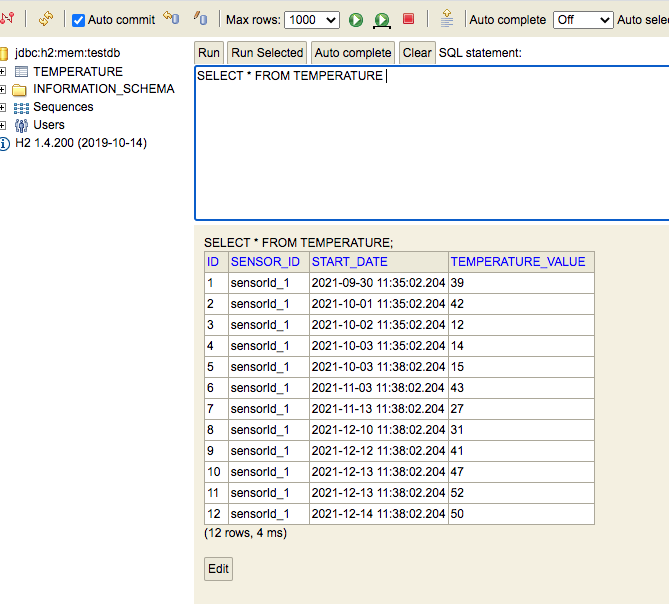 Auto commit Max rows: 1000 Auto complete Off Auto selec
jdbc:h2:mem:testdb
TEMPERATURE
INFORMATION_SCHEMA
Sequences
Users
H2 1.4.200 (2019-10-14)
Run Run Selected Auto complete Clear SQL statement:
SELECT * FROM TEMPERATURE
SELECT * FROM TEMPERATURE;
ID SENSOR_ID START_DATE TEMPERATURE_VALUE
1 sensorId_1 2021-09-30 11:35:02.204 39
2 sensorId_1 2021-10-01 11:35:02.204 42
3 sensorId_1 2021-10-02 11:35:02.204 12
4 sensorId_1 2021-10-03 11:35:02.204 14
5 sensorId_1 2021-10-03 11:38:02.204 15
6 sensorId_1 2021-11-03 11:38:02.204 43
7 sensorId_1 2021-11-13 11:38:02.204 27
8 sensorId_1 2021-12-10 11:38:02.204 31
9 sensorId_1 2021-12-12 11:38:02.204 41
10 sensorId_1 2021-12-13 11:38:02.204 47
11 sensorId_1 2021-12-13 11:38:02.204 52
12 sensorId_1 2021-12-14 11:38:02.204 50
(12 rows, 4 ms)
Edit